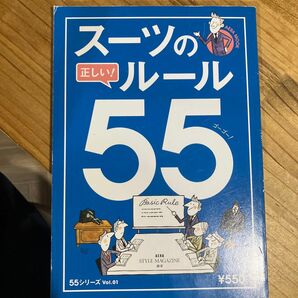 スーツの
正しい!
ルール
55
ゴーゴー!
Basic Rule
AERA
STYLE MAGAZINE
55シリーズ Vol.01
¥550